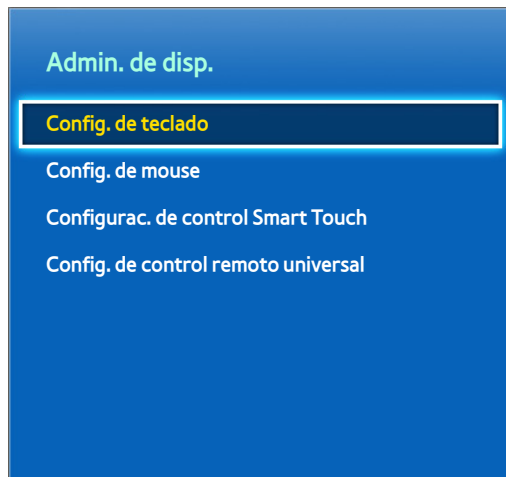 Admin. de disp.
Config. de teclado
Config. de mouse
Configurac. de control Smart Touch
Config. de control remoto universal